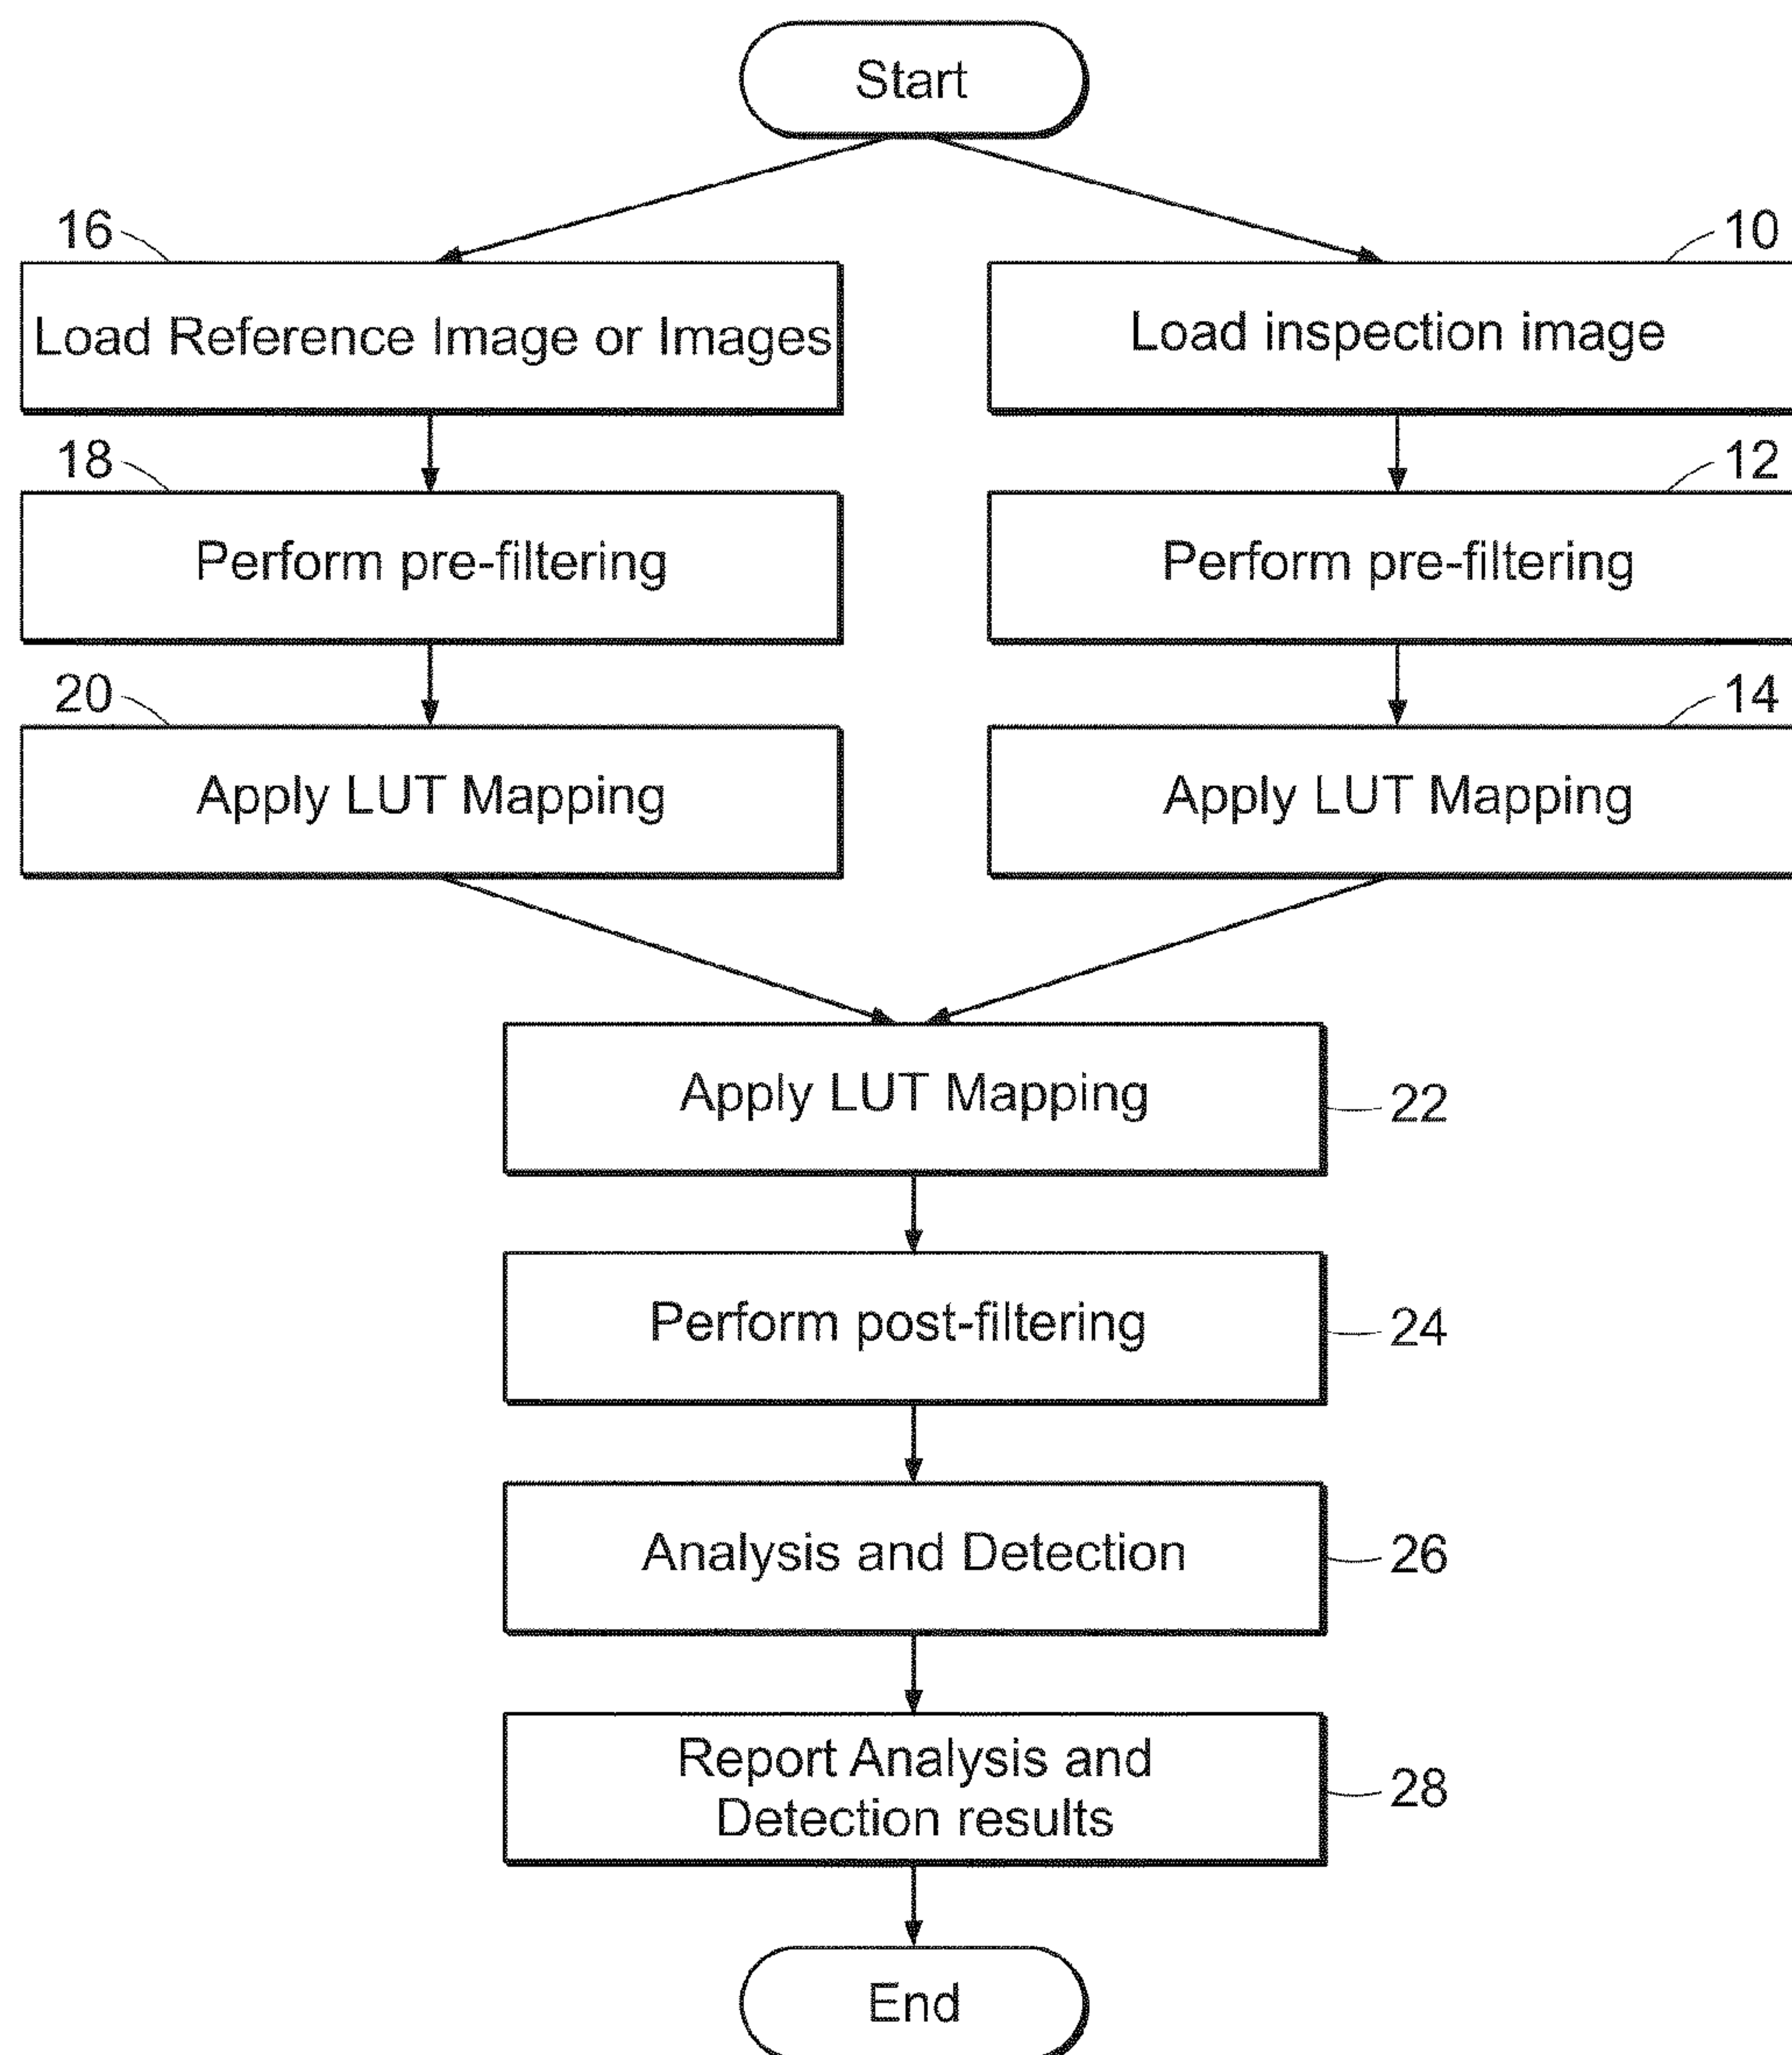 Start
16
10
Load Reference Image or Images
Load inspection image
18
12
Perform pre-filtering
Perform pre-filtering
20
14
Apply LUT Mapping
Apply LUT Mapping
Apply LUT Mapping
22
Perform post-filtering
24
Analysis and Detection
26
Report Analysis and
Detection results
28
End